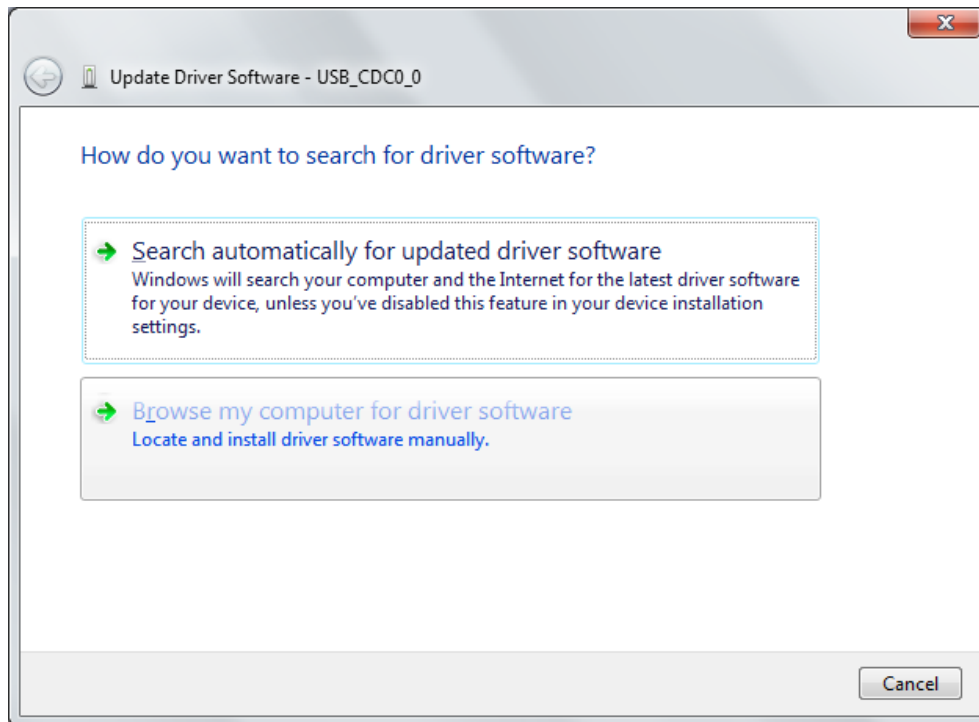 Update Driver Software - USB_CDC0_0
How do you want to search for driver software?
Search automatically for updated driver software
Windows will search your computer and the Internet for the latest driver software
for your device, unless you've disabled this feature in your device installation
settings.
Browse my computer for driver software
Locate and install driver software manually.
Cancel